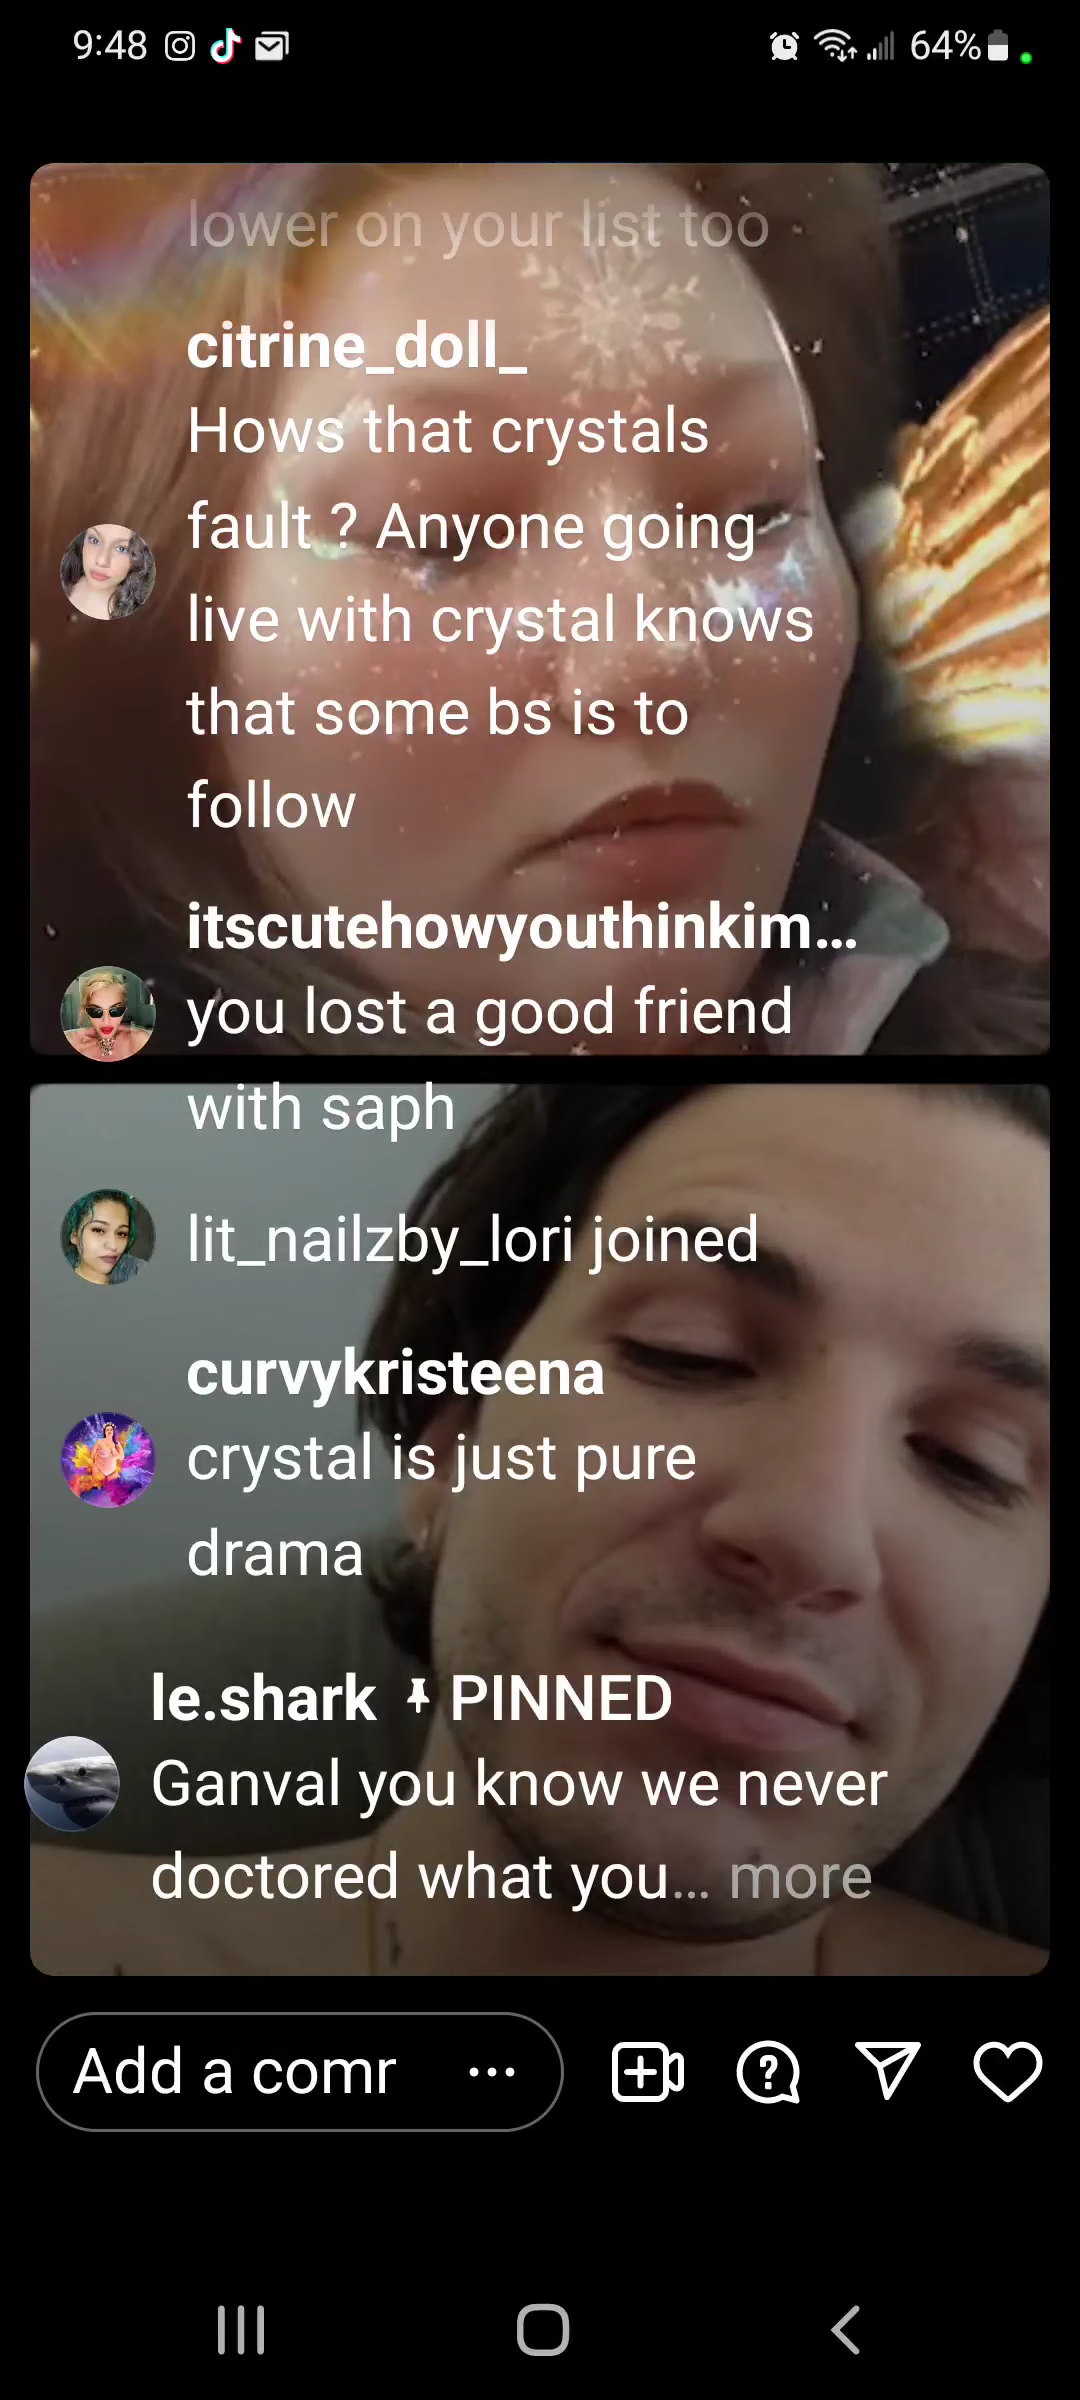 9:48
64%
lower on your list too
citrine_doll_
Hows that crystals
fault ? Anyone going
live with crystal knows
that some bs is to
follow
itscutehowyouthinkim...
you lost a good friend
with saph
lit_nailzby_lori joined
curvykristeena
crystal is just pure
drama
le.shark PINNED
Ganval you know we never
doctored what you... more
Add a comr